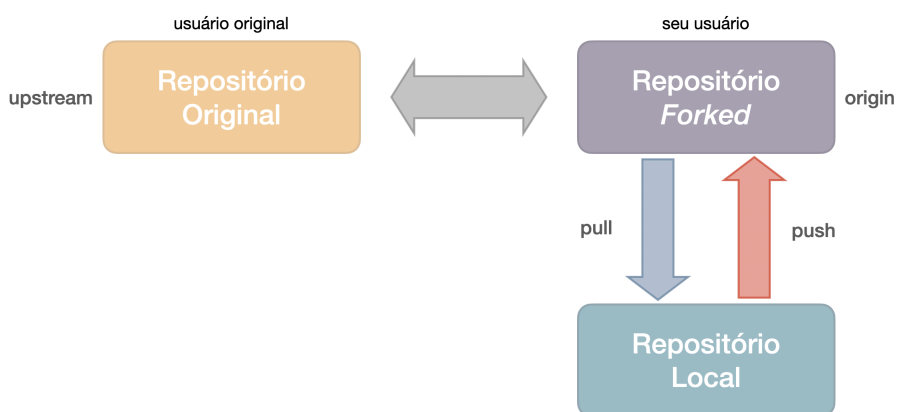 usuário original
seu usuário
upstream
Repositório
Original
Repositório
Forked
origin
pull
push
Repositório
Local